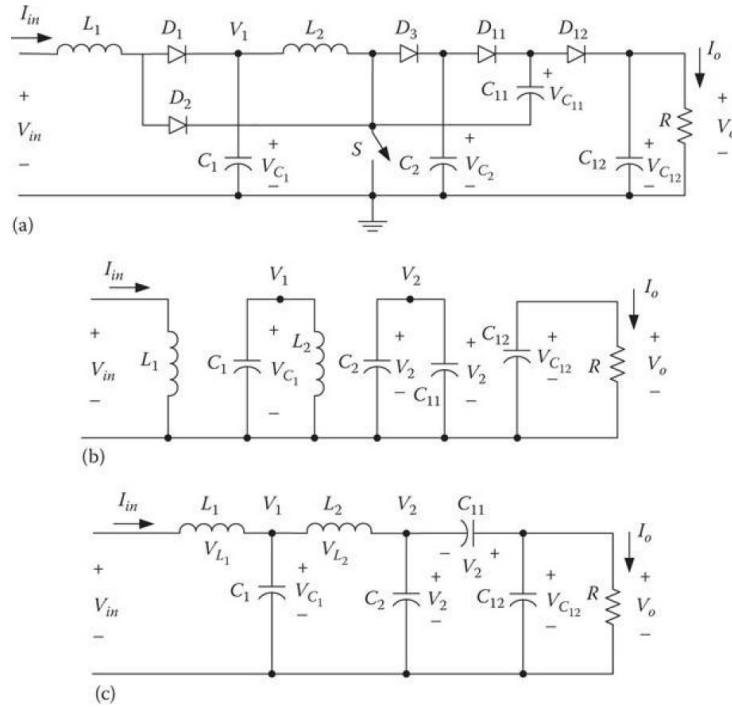 I_in L_1 D_1 V_1 L_2 D_3 D_11 D_12 I_o
D_2 C_11 + V_C11
+ V_in − C_1 + V_C1 − S C_2 + V_C2 − C_12 + V_C12 − R + V_o −
(a)
I_in V_1 V_2 I_o
+ V_in − L_1 C_1 + V_C1 − L_2 C_2 + V_2 − C_11 + V_2 − C_12 + V_C12 − R + V_o −
(b)
I_in L_1 V_1 L_2 V_2 C_11 I_o
V_L1 V_L2 − V_2 +
+ V_in − C_1 + V_C1 − C_2 + V_2 − C_12 + V_C12 − R + V_o −
(c)